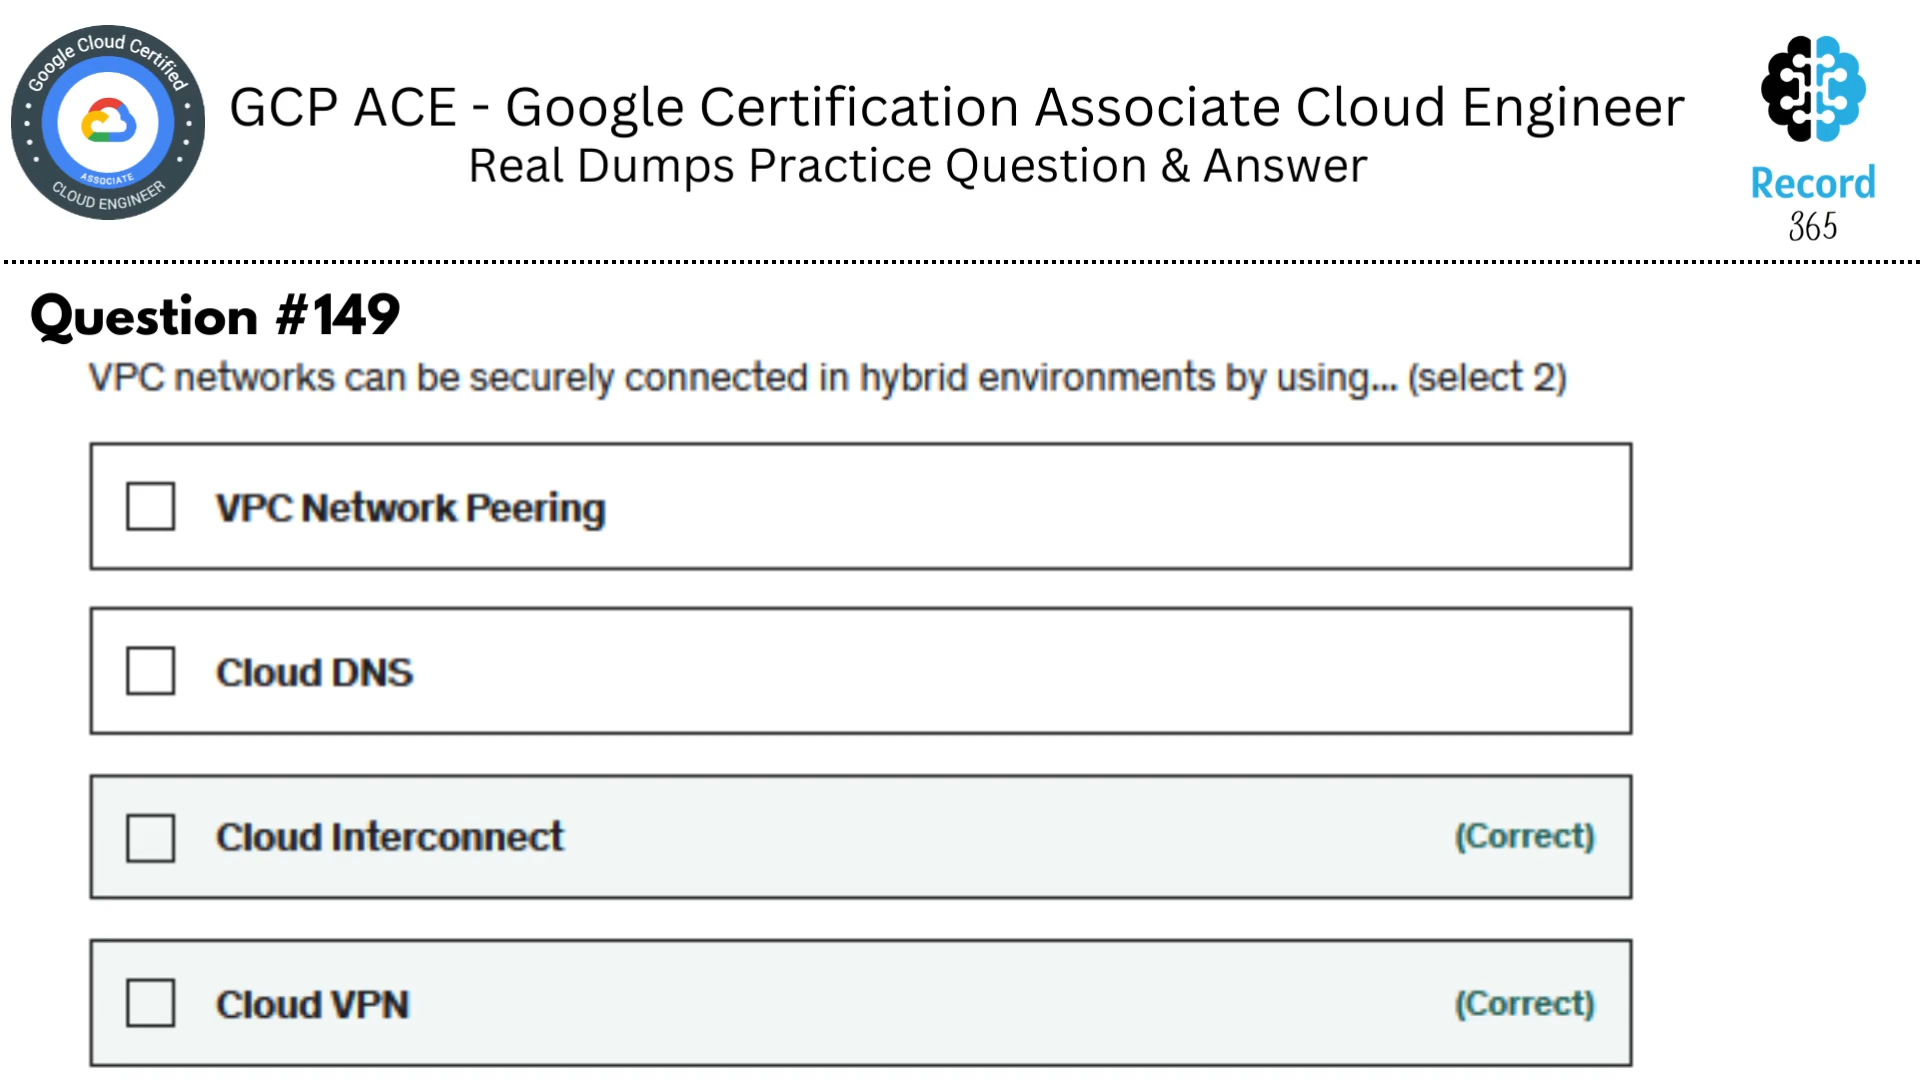 Google Cloud Certified
ASSOCIATE
CLOUD ENGINEER
GCP ACE - Google Certification Associate Cloud Engineer
Real Dumps Practice Question & Answer
Record
365
Question #149
VPC networks can be securely connected in hybrid environments by using... (select 2)
VPC Network Peering
Cloud DNS
Cloud Interconnect (Correct)
Cloud VPN (Correct)